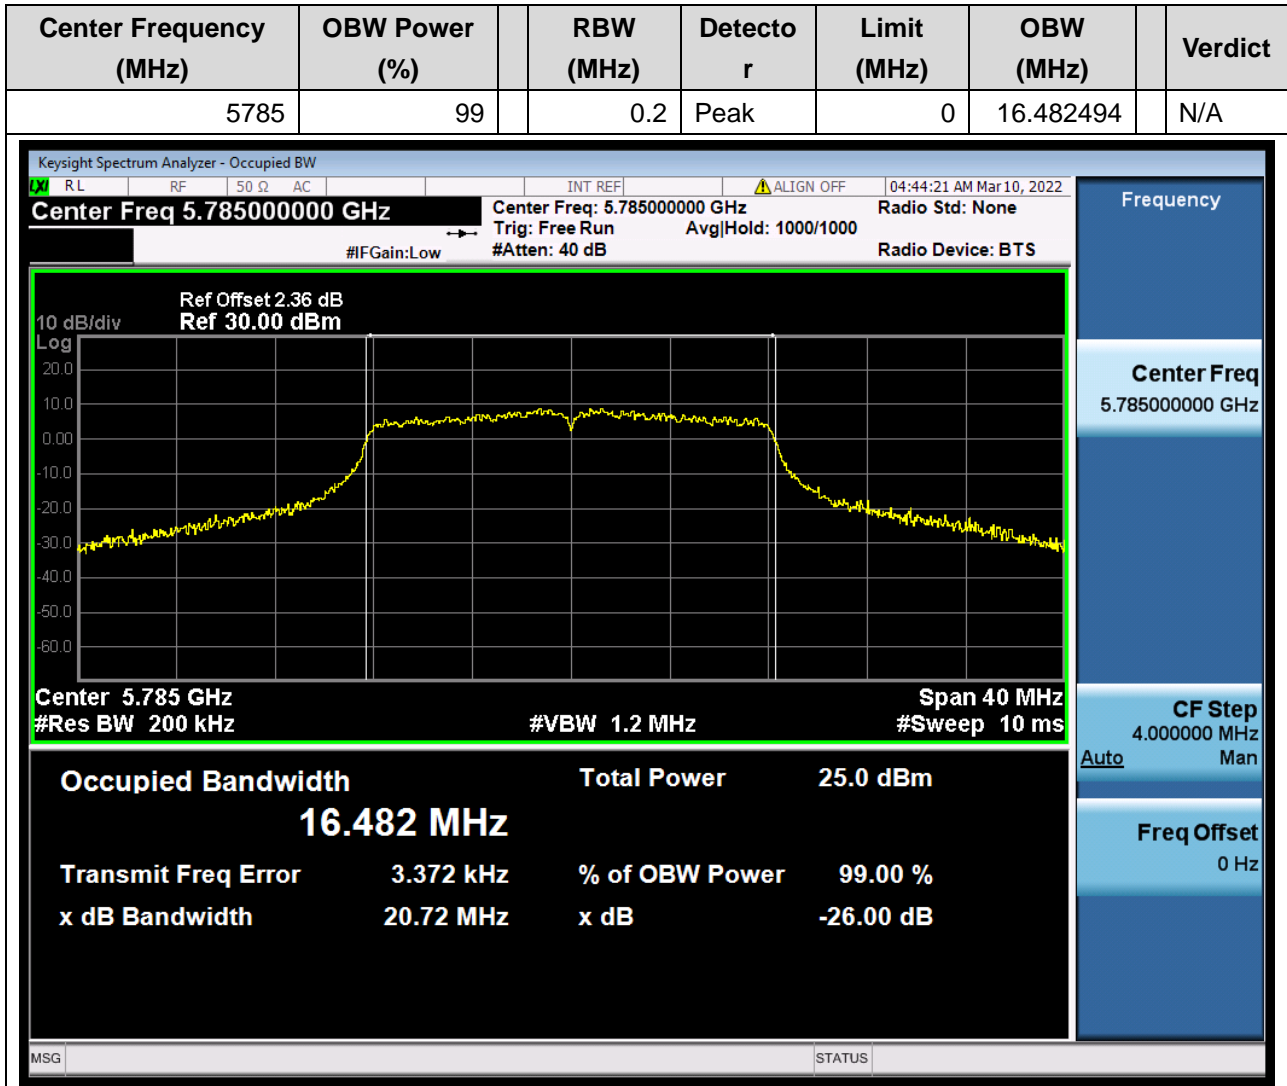 Center Frequency (MHz) OBW Power (%) RBW (MHz) Detecto r Limit (MHz) OBW (MHz) Verdict
5785 99 0.2 Peak 0 16.482494 N/A
Keysight Spectrum Analyzer - Occupied BW
LXI RL RF 50 Ω AC INT REF ALIGN OFF 04:44:21 AM Mar 10, 2022
Center Freq 5.785000000 GHz
Center Freq: 5.785000000 GHz Radio Std: None
Trig: Free Run Avg|Hold: 1000/1000
#IFGain:Low #Atten: 40 dB Radio Device: BTS
Frequency
Ref Offset 2.36 dB
10 dB/div Ref 30.00 dBm
Log
20.0
10.0
0.00
-10.0
-20.0
-30.0
-40.0
-50.0
-60.0
Center 5.785 GHz Span 40 MHz
#Res BW 200 kHz #VBW 1.2 MHz #Sweep 10 ms
Center Freq
5.785000000 GHz
CF Step
4.000000 MHz
Auto Man
Freq Offset
0 Hz
Occupied Bandwidth Total Power 25.0 dBm
16.482 MHz
Transmit Freq Error 3.372 kHz % of OBW Power 99.00 %
x dB Bandwidth 20.72 MHz x dB -26.00 dB
MSG STATUS